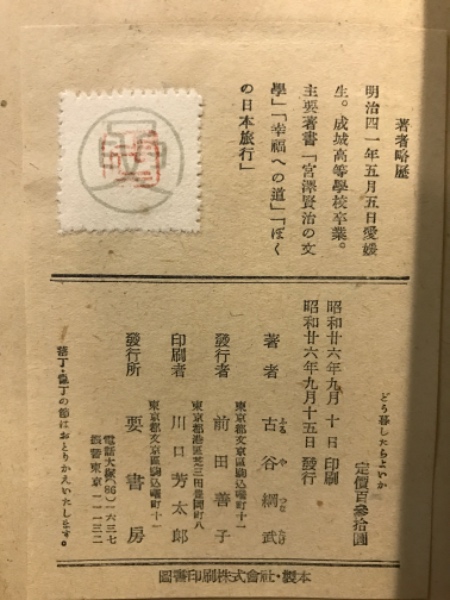 著者略歴
明治四一年五月五日愛媛
生。成城高等學校卒業。
主要著書「宮澤賢治の文
學」「幸福への道」「ぼく
の日本旅行」
どう暮したらよいか
定價百參拾圓
昭和廿六年九月十日印刷
昭和廿六年九月十五日發行
著者 古谷綱武
ふるやつなたけ
東京都文京區駒込曙町十一
發行者 前田善子
東京都港區芝三田豊岡町八
印刷者 川口芳太郎
東京都文京區駒込曙町十一
發行所 要書房
電話大塚(86)一六三七
振替東京一一一三二
落丁・亂丁の節はおとりかえいたします。
圖書印刷株式會社・製本